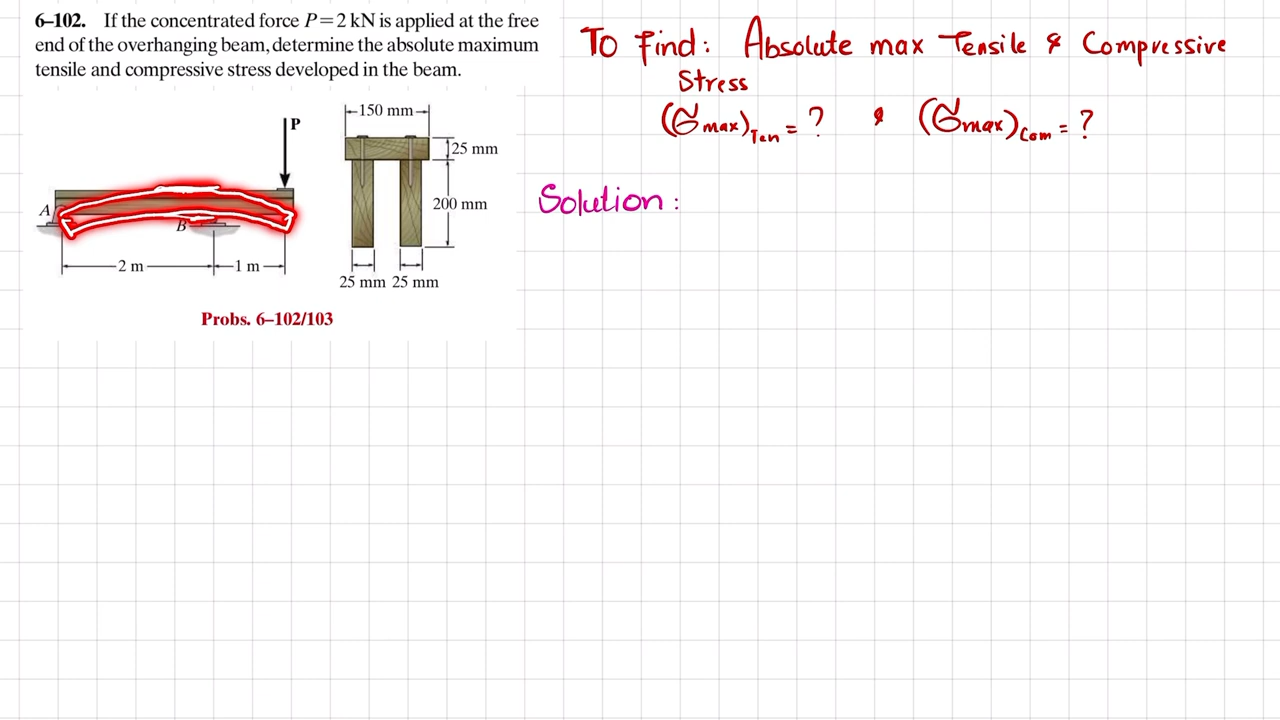 6–102. If the concentrated force P = 2 kN is applied at the free
end of the overhanging beam, determine the absolute maximum
tensile and compressive stress developed in the beam.
To Find: Absolute max Tensile & Compressive
Stress
(σmax)Ten = ? & (σmax)Com = ?
Solution:
150 mm
P
25 mm
A
200 mm
B
2 m
1 m
25 mm 25 mm
Probs. 6–102/103